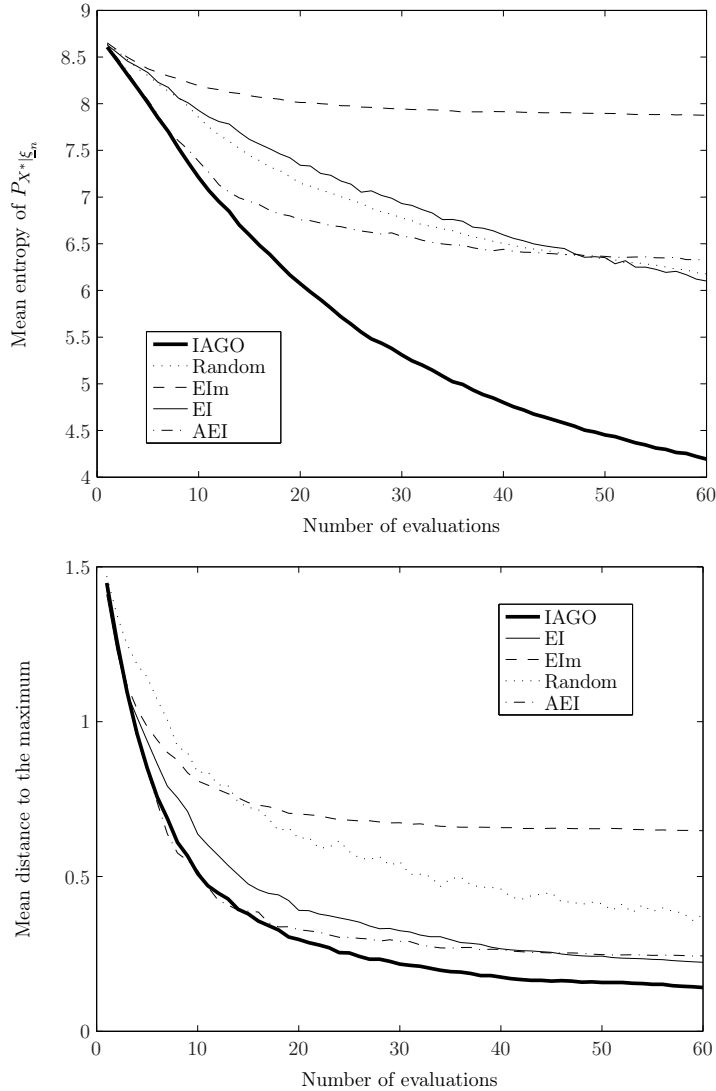 9
8.5
8
7.5
7
6.5
6
5.5
5
4.5
4
Mean entropy of P_{X*|ξ_n}
IAGO
Random
EIm
EI
AEI
0 10 20 30 40 50 60
Number of evaluations
1.5
1
0.5
0
Mean distance to the maximum
IAGO
EI
EIm
Random
AEI
0 10 20 30 40 50 60
Number of evaluations